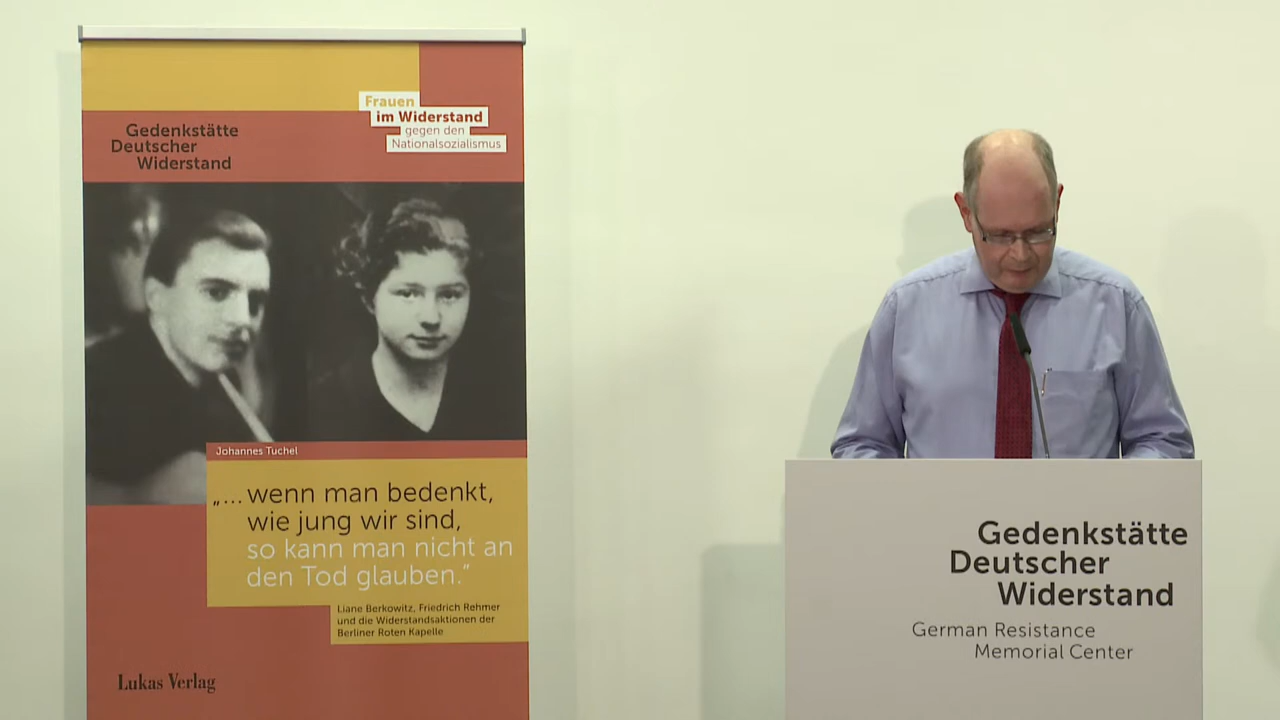 Frauen
im Widerstand
gegen den
Nationalsozialismus
Gedenkstätte
Deutscher
Widerstand
Johannes Tuchel
„… wenn man bedenkt,
wie jung wir sind,
so kann man nicht an
den Tod glauben.“
Liane Berkowitz, Friedrich Rehmer
und die Widerstandsaktionen der
Berliner Roten Kapelle
Lukas Verlag
Gedenkstätte
Deutscher
Widerstand
German Resistance
Memorial Center